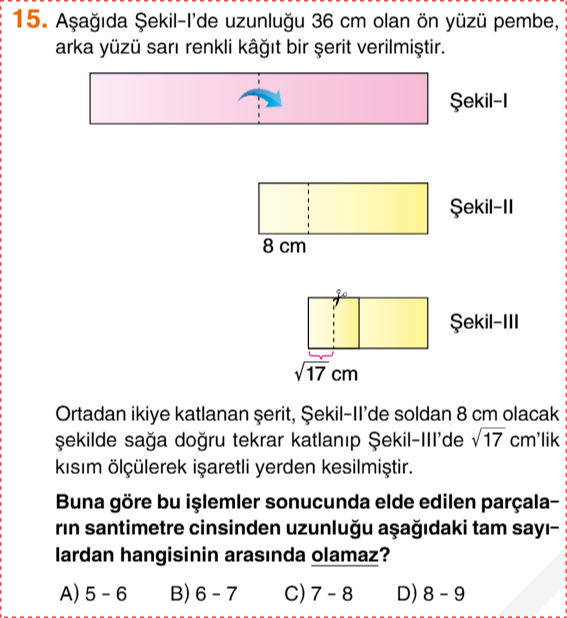 15. Aşağıda Şekil-I’de uzunluğu 36 cm olan ön yüzü pembe,
arka yüzü sarı renkli kâğıt bir şerit verilmiştir.
Şekil-I
Şekil-II
8 cm
Şekil-III
√17 cm
Ortadan ikiye katlanan şerit, Şekil-II’de soldan 8 cm olacak
şekilde sağa doğru tekrar katlanıp Şekil-III’de √17 cm’lik
kısım ölçülerek işaretli yerden kesilmiştir.
Buna göre bu işlemler sonucunda elde edilen parçala-
rın santimetre cinsinden uzunluğu aşağıdaki tam sayı-
lardan hangisinin arasında olamaz?
A) 5 - 6 B) 6 - 7 C) 7 - 8 D) 8 - 9